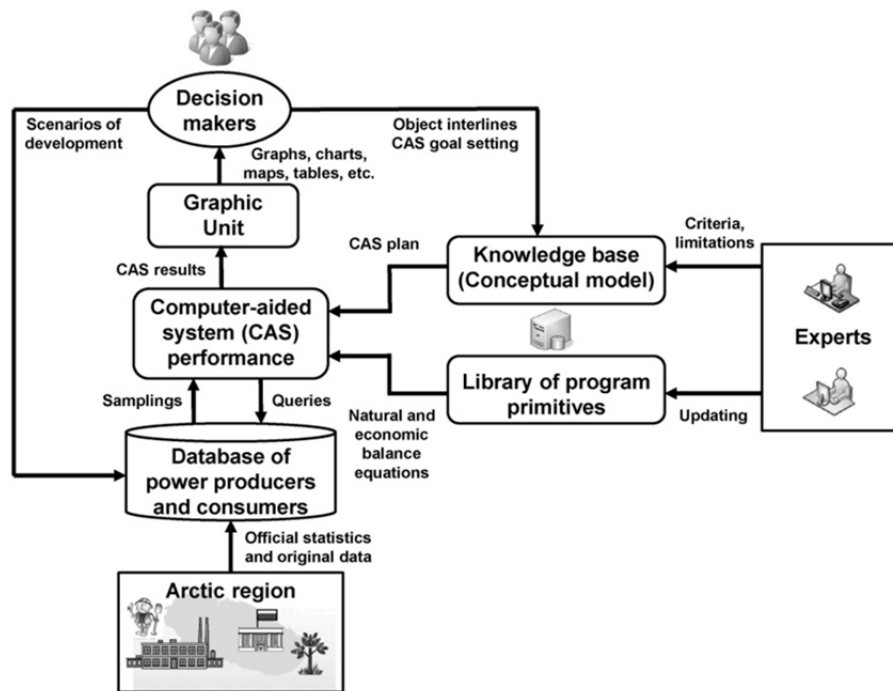 Decision
makers
Scenarios of
development
Object interlines
CAS goal setting
Graphs, charts,
maps, tables, etc.
Graphic
Unit
CAS plan
Knowledge base
(Conceptual model)
Criteria,
limitations
CAS results
Computer-aided
system (CAS)
performance
Experts
Library of program
primitives
Samplings
Queries
Natural and
economic
balance
equations
Updating
Database of
power producers
and consumers
Official statistics
and original data
Arctic region